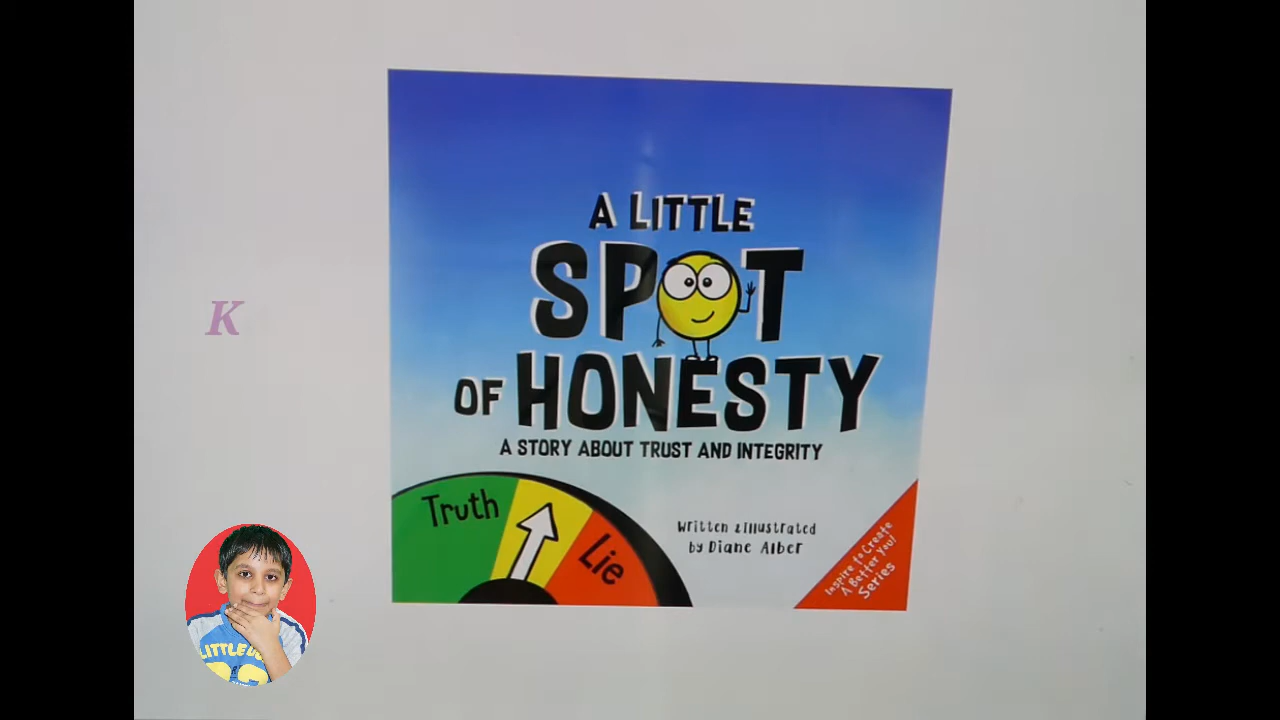 A LITTLE
SPOT
OF HONESTY
A STORY ABOUT TRUST AND INTEGRITY
Truth
Lie
Written & Illustrated
by Diane Alber
Inspire to Create
A Better You!
Series
K
LITTLE